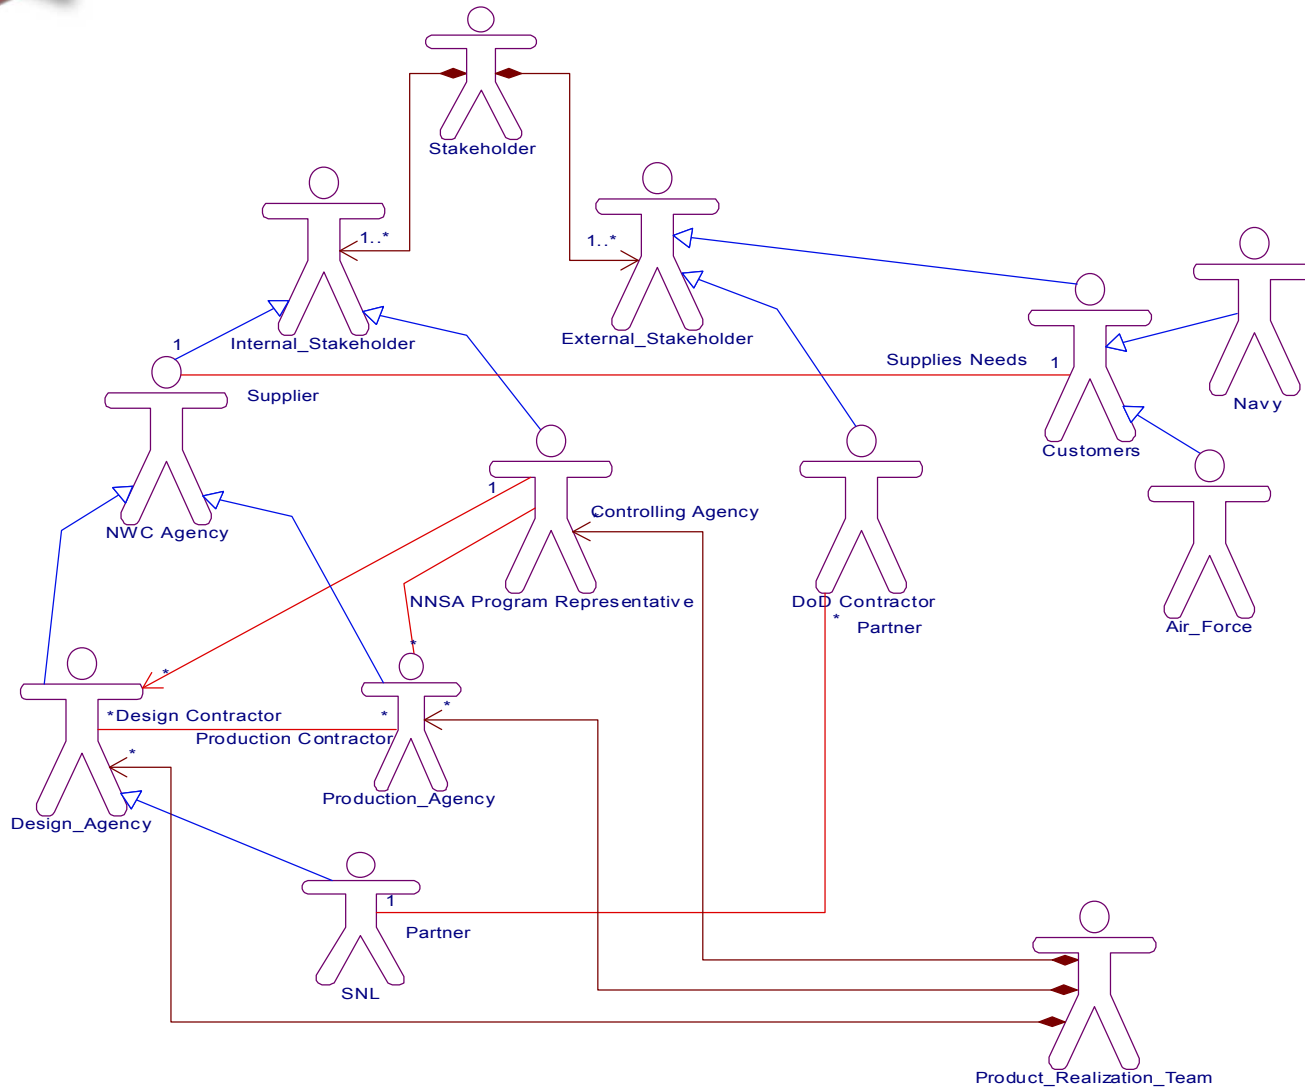 Stakeholder
1..*
1..*
Internal_Stakeholder
External_Stakeholder
1
Supplies Needs
1
Supplier
Navy
Customers
NWC Agency
1
*
Controlling Agency
NNSA Program Representative
DoD Contractor
*
Partner
Air_Force
*
*
*Design Contractor
*
*
Production Contractor
*
Production_Agency
Design_Agency
1
Partner
SNL
Product_Realization_Team